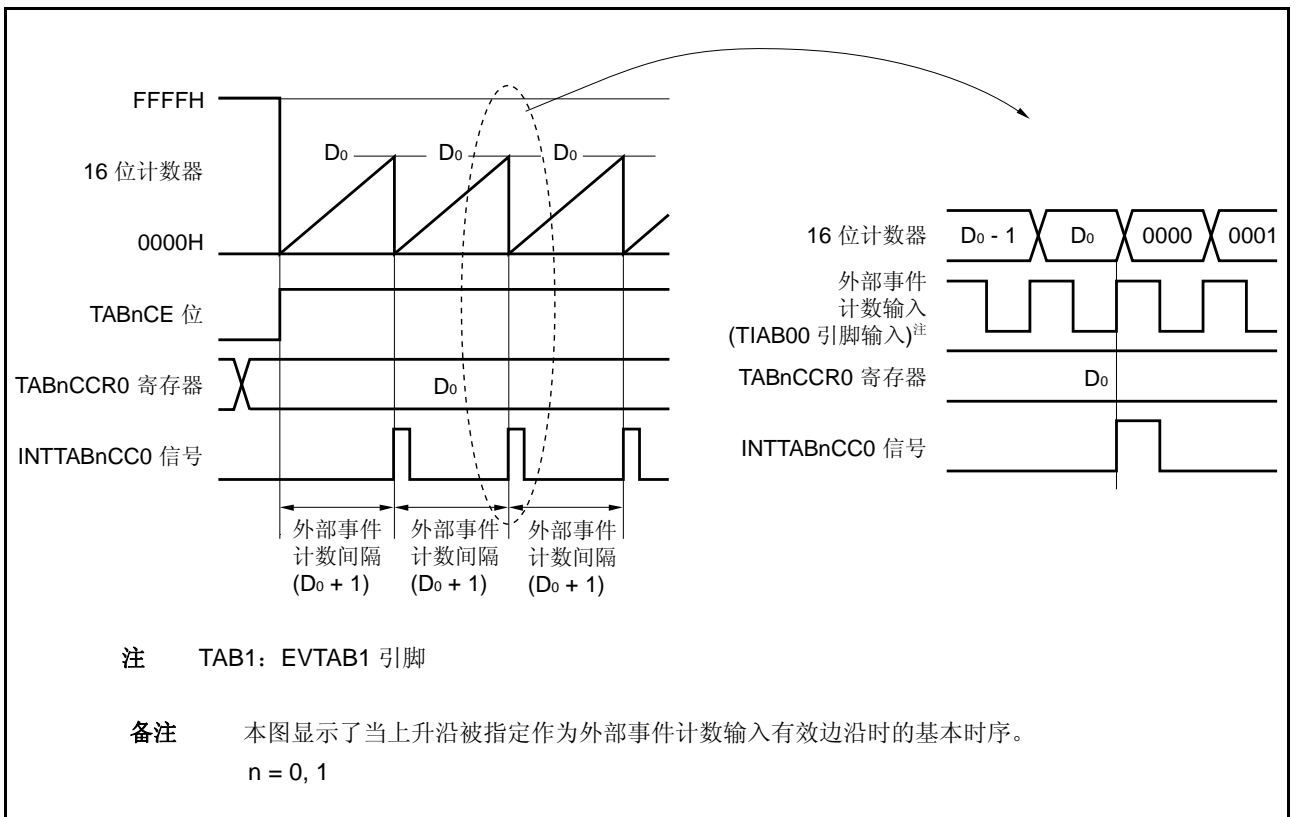 FFFFH
D0 D0 D0
16 位计数器
0000H
TABnCE 位
TABnCCR0 寄存器
D0
INTTABnCC0 信号
外部事件
计数间隔
(D0 + 1)
外部事件
计数间隔
(D0 + 1)
外部事件
计数间隔
(D0 + 1)
16 位计数器
D0 - 1 D0 0000 0001
外部事件
计数输入
(TIAB00 引脚输入)注
TABnCCR0 寄存器
D0
INTTABnCC0 信号
注 TAB1：EVTAB1 引脚
备注 本图显示了当上升沿被指定作为外部事件计数输入有效边沿时的基本时序。
n = 0, 1